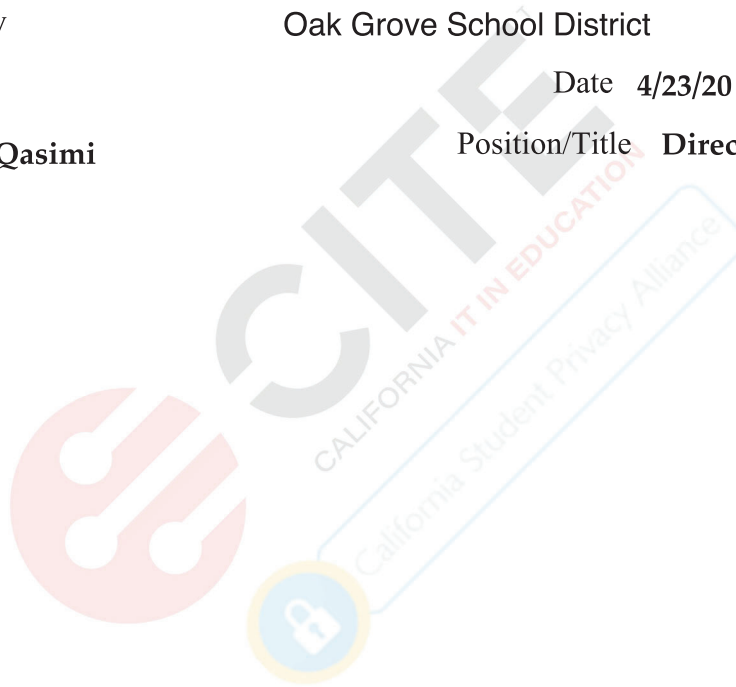 Oak Grove School District
Date 4/23/20
Qasimi
Position/Title Direc
CITE
CALIFORNIA IT IN EDUCATION
California Student Privacy Alliance